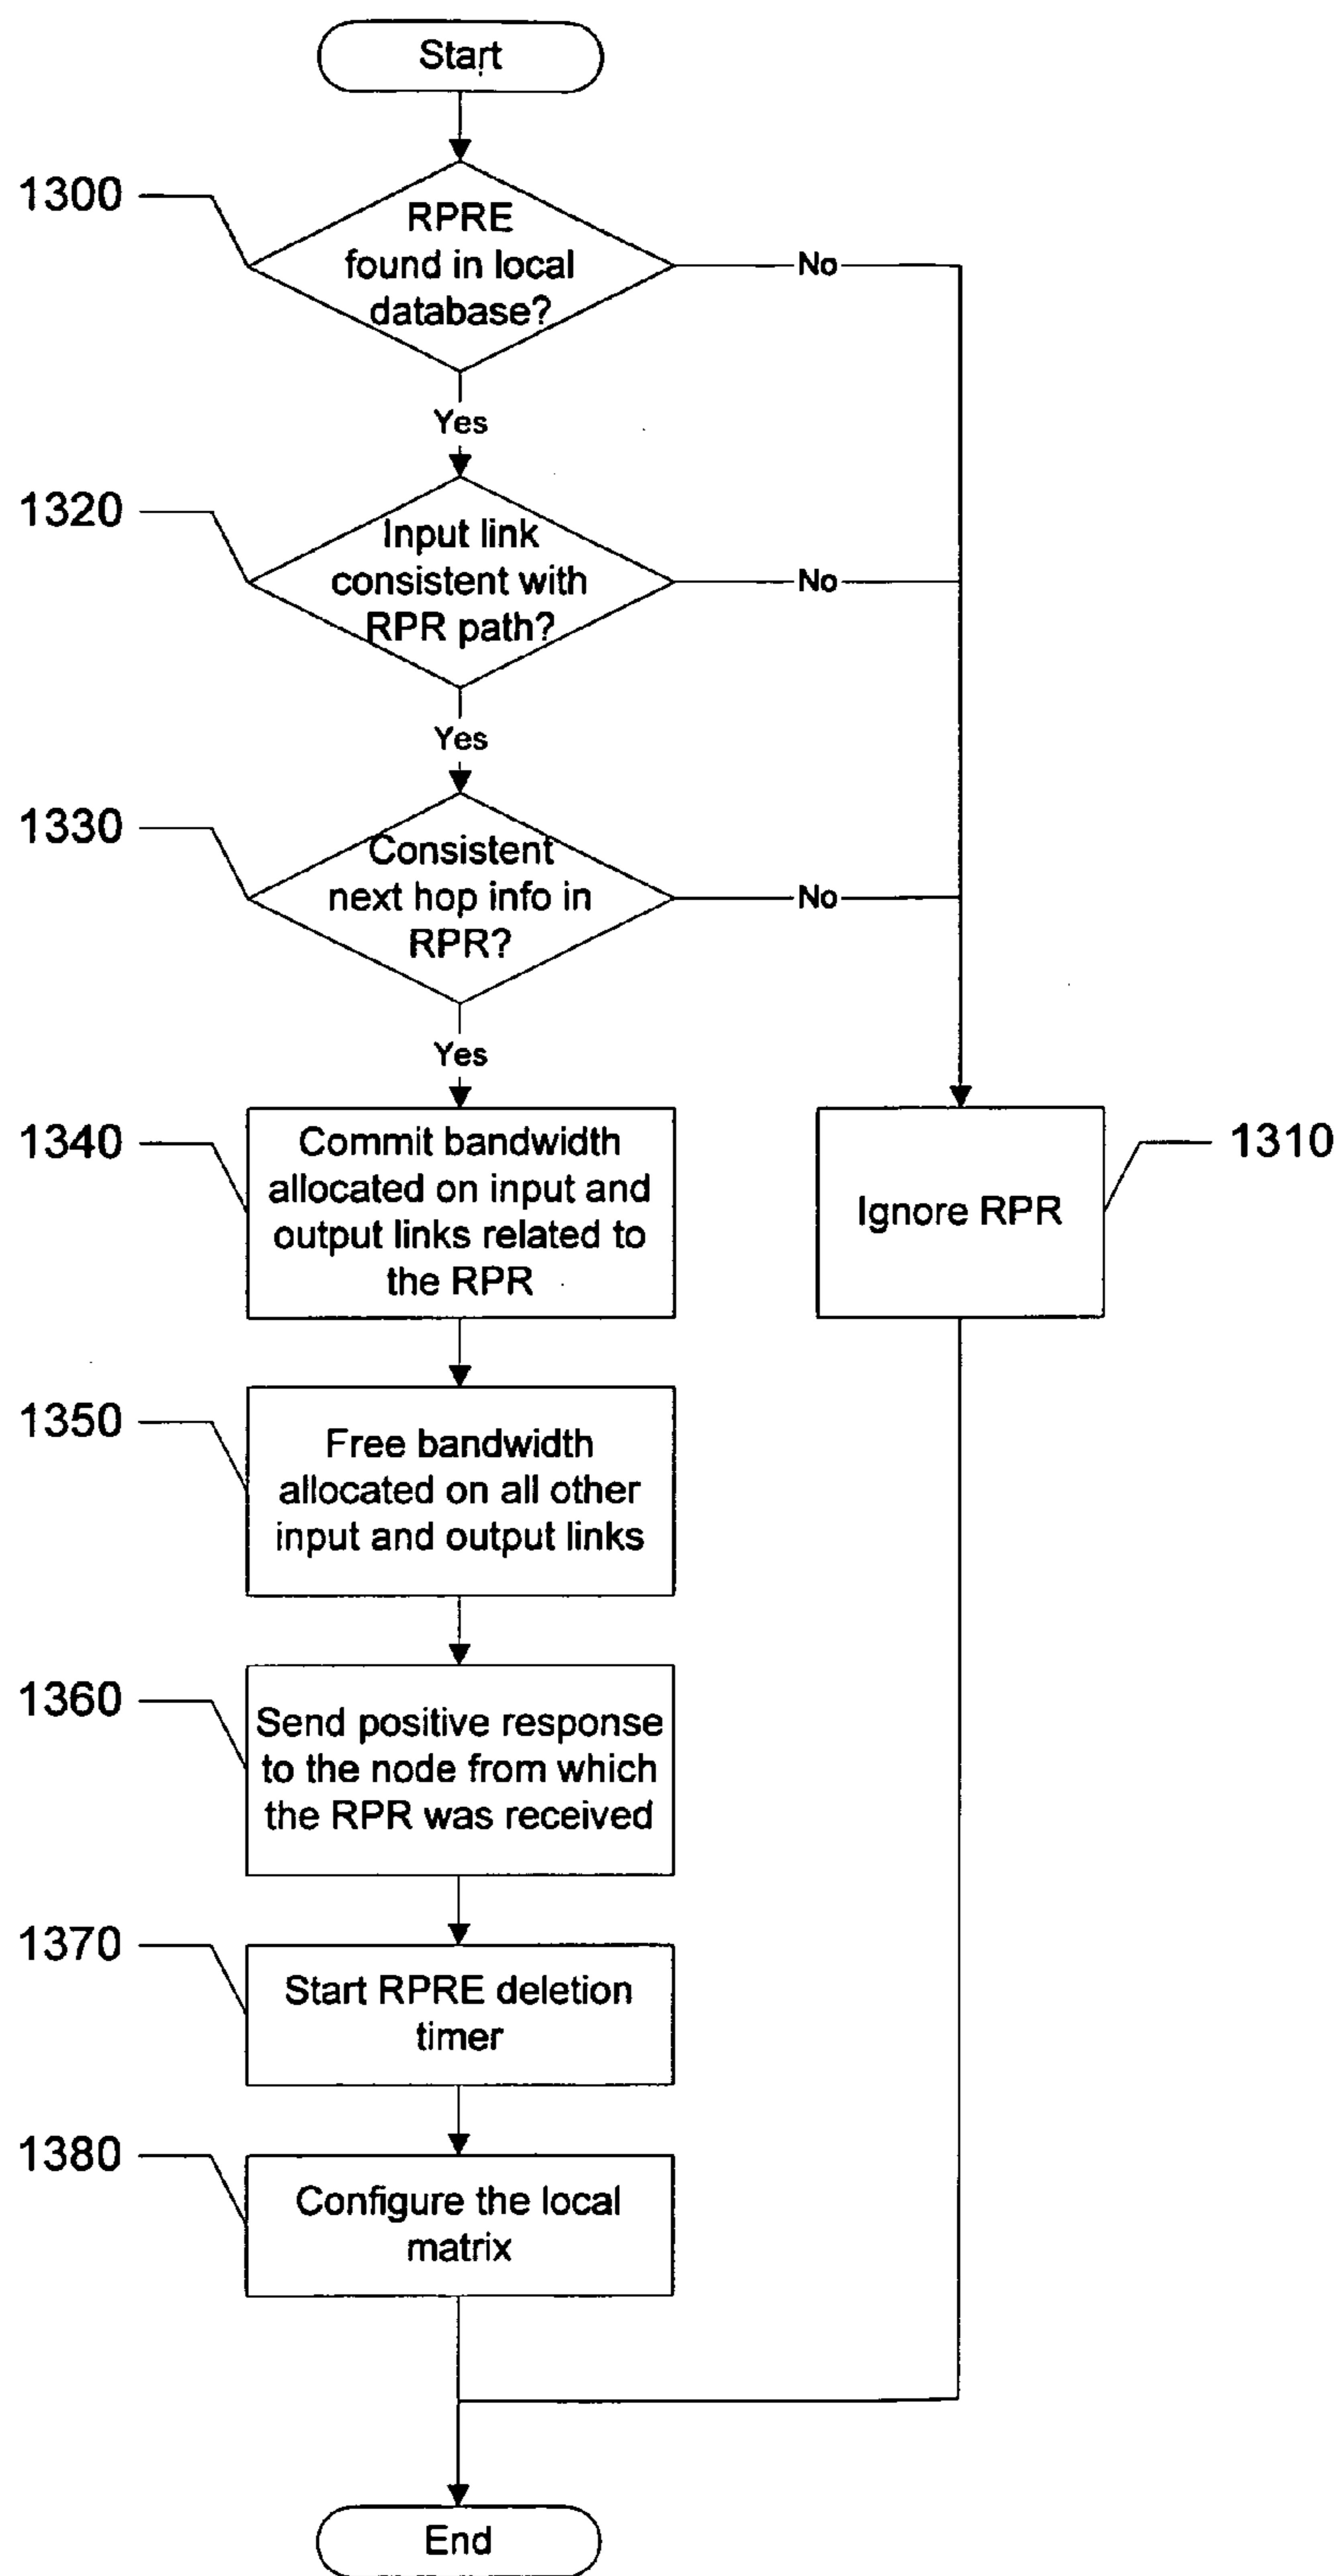 Start
1300
RPRE
found in local
database?
No
Yes
1320
Input link
consistent with
RPR path?
No
Yes
1330
Consistent
next hop info in
RPR?
No
Yes
1340
Commit bandwidth
allocated on input and
output links related to
the RPR
Ignore RPR
1310
1350
Free bandwidth
allocated on all other
input and output links
1360
Send positive response
to the node from which
the RPR was received
1370
Start RPRE deletion
timer
1380
Configure the local
matrix
End